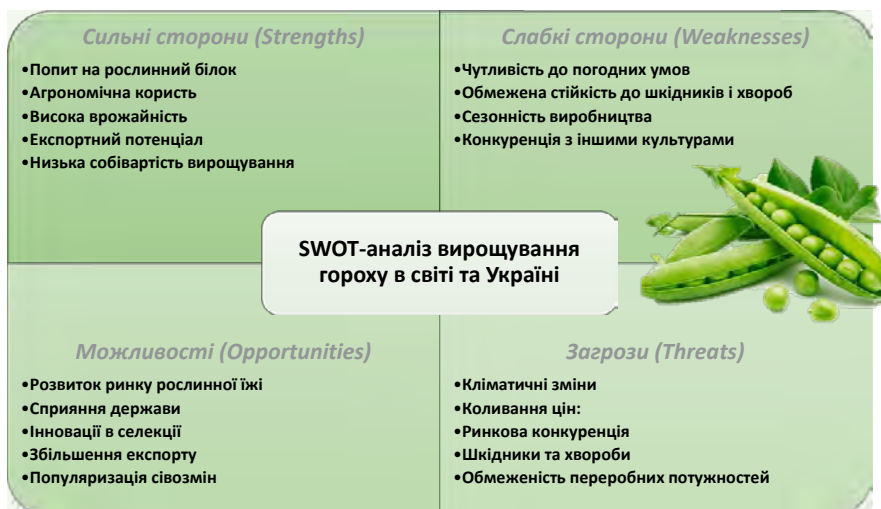 Сильні сторони (Strengths)
•Попит на рослинний білок
•Агрономічна користь
•Висока врожайність
•Експортний потенціал
•Низька собівартість вирощування
Слабкі сторони (Weaknesses)
•Чутливість до погодних умов
•Обмежена стійкість до шкідників і хвороб
•Сезонність виробництва
•Конкуренція з іншими культурами
SWOT-аналіз вирощування
гороху в світі та Україні
Можливості (Opportunities)
•Розвиток ринку рослинної їжі
•Сприяння держави
•Інновації в селекції
•Збільшення експорту
•Популяризація сівозмін
Загрози (Threats)
•Кліматичні зміни
•Коливання цін:
•Ринкова конкуренція
•Шкідники та хвороби
•Обмеженість переробних потужностей